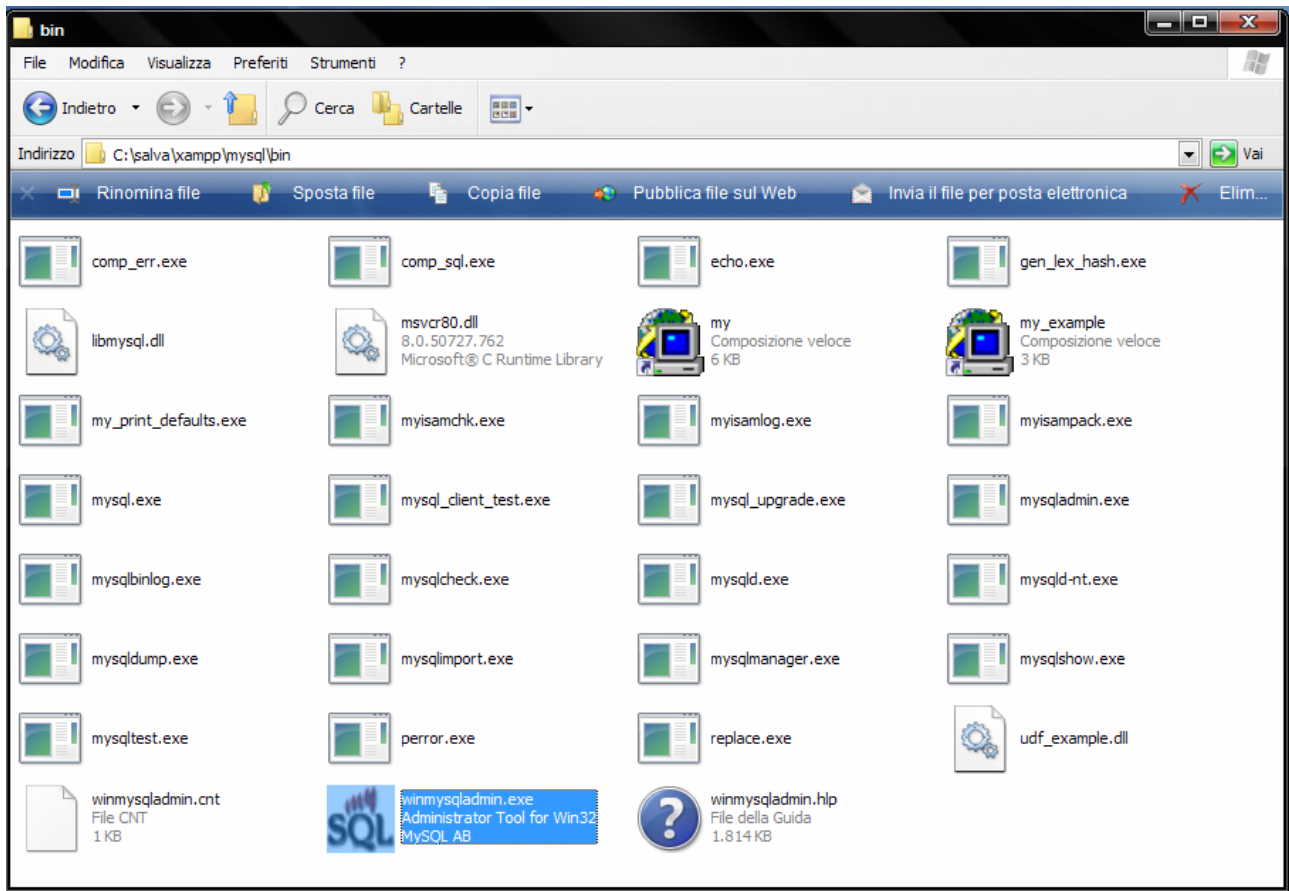 bin
File Modifica Visualizza Preferiti Strumenti ?
Indietro Cerca Cartelle
Indirizzo C:\salva\xampp\mysql\bin Vai
Rinomina file Sposta file Copia file Pubblica file sul Web Invia il file per posta elettronica Elim...
comp_err.exe
comp_sql.exe
echo.exe
gen_lex_hash.exe
libmysql.dll
msvcr80.dll
8.0.50727.762
Microsoft® C Runtime Library
my
Composizione veloce
6 KB
my_example
Composizione veloce
3 KB
my_print_defaults.exe
myisamchk.exe
myisamlog.exe
myisampack.exe
mysql.exe
mysql_client_test.exe
mysql_upgrade.exe
mysqladmin.exe
mysqlbinlog.exe
mysqlcheck.exe
mysqld.exe
mysqld-nt.exe
mysqldump.exe
mysqlimport.exe
mysqlmanager.exe
mysqlshow.exe
mysqltest.exe
perror.exe
replace.exe
udf_example.dll
winmysqladmin.cnt
File CNT
1 KB
my
SQL
winmysqladmin.exe
Administrator Tool for Win32
MySQL AB
?
winmysqladmin.hlp
File della Guida
1.814 KB